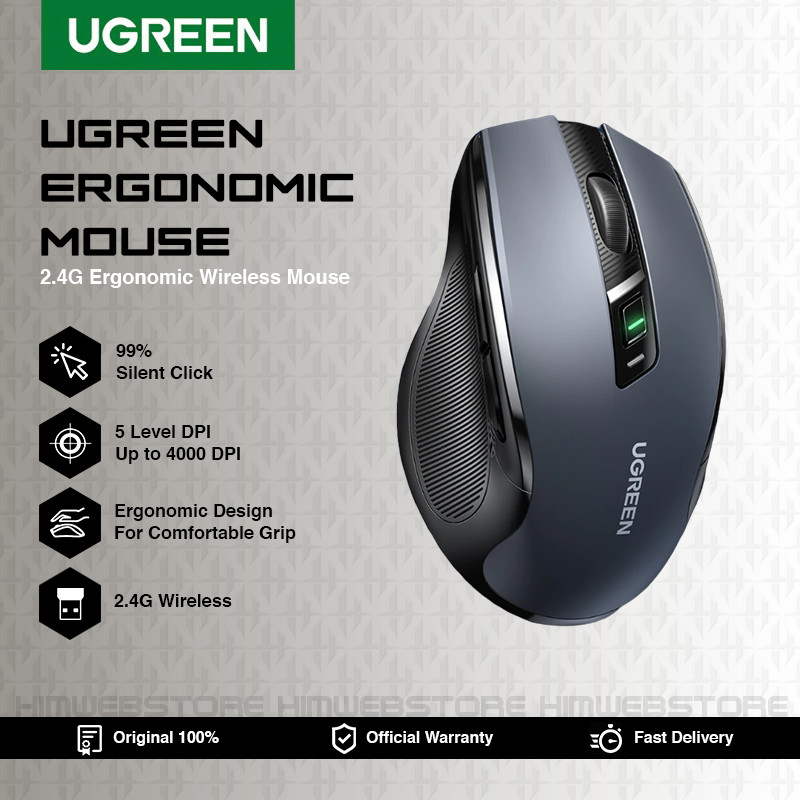 UGREEN
UGREEN
ERGONOMIC
MOUSE
2.4G Ergonomic Wireless Mouse
99%
Silent Click
5 Level DPI
Up to 4000 DPI
Ergonomic Design
For Comfortable Grip
2.4G Wireless
UGREEN
HIMWEBSTORE HIMWEBSTORE HIMWEBSTORE
Original 100%
Official Warranty
Fast Delivery